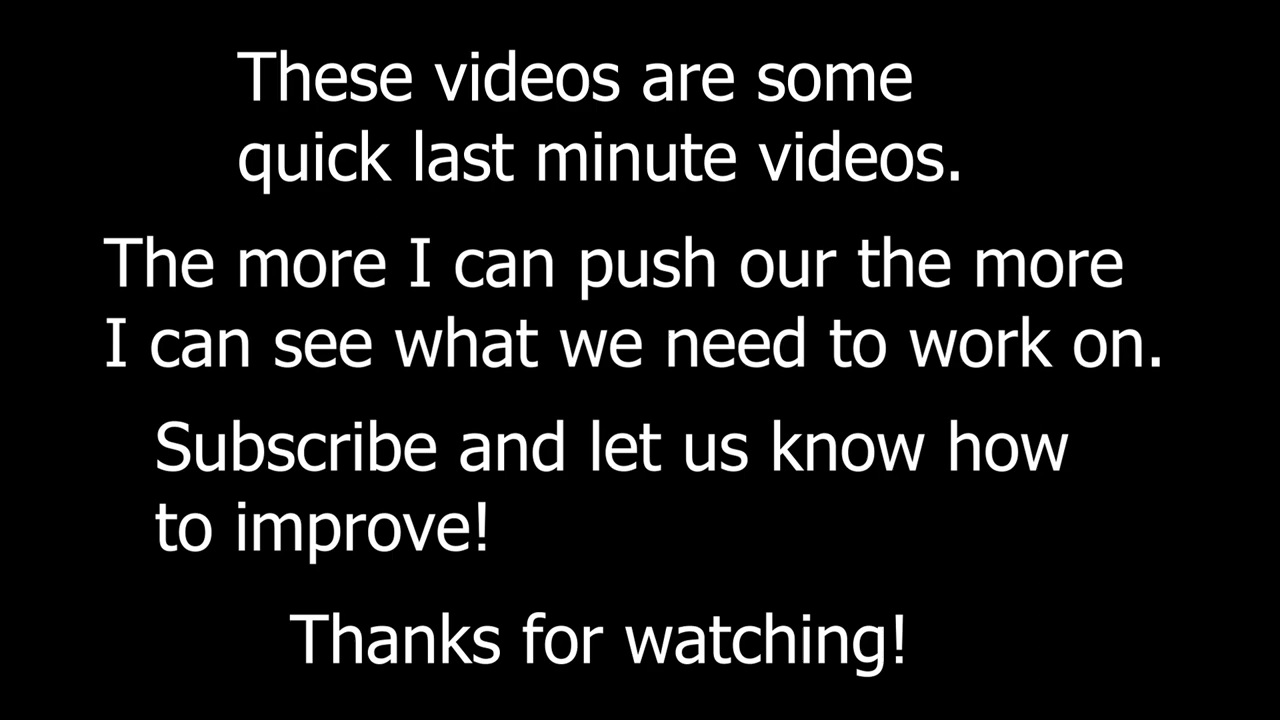 These videos are some
quick last minute videos.
The more I can push our the more
I can see what we need to work on.
Subscribe and let us know how
to improve!
Thanks for watching!